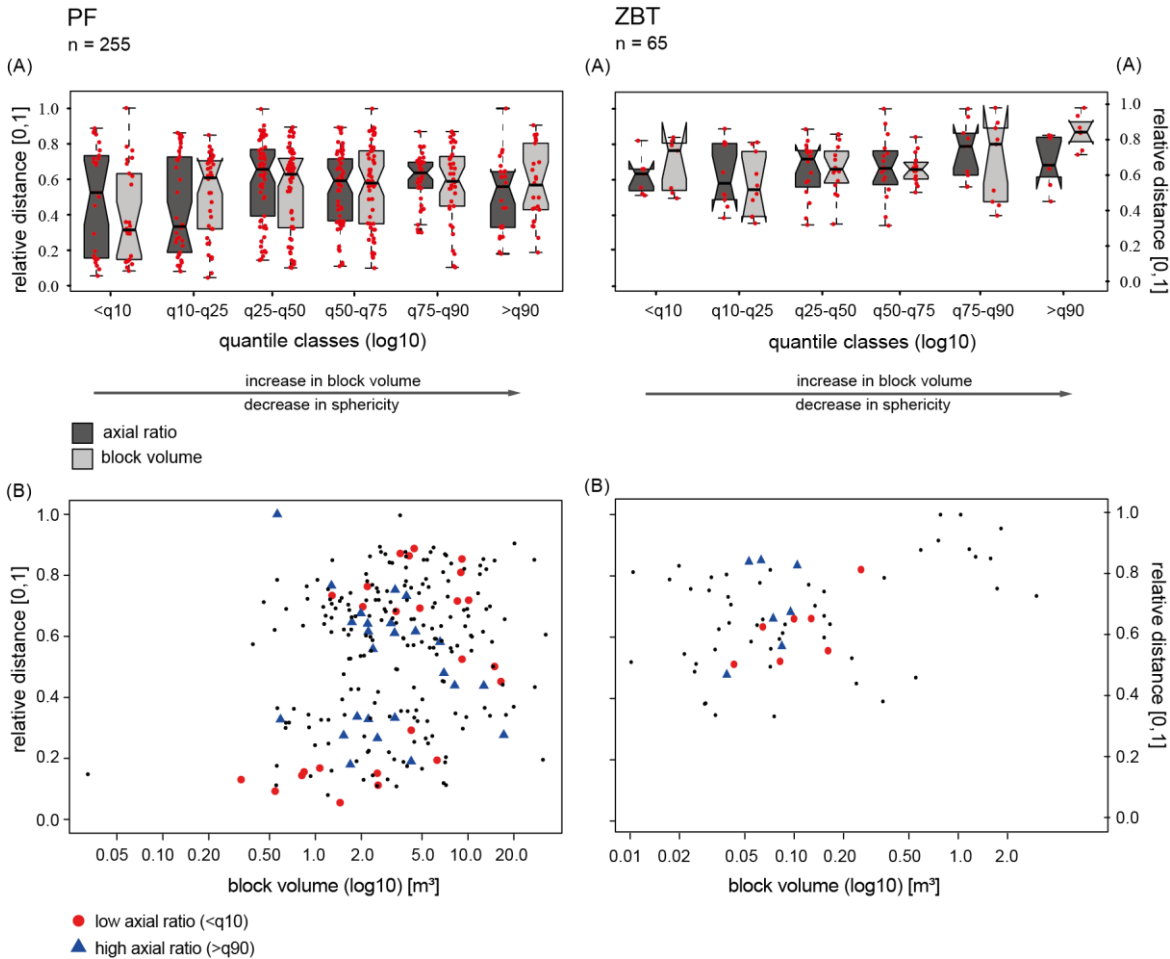 PF
n = 255
(A)
relative distance [0,1]
1.0
0.8
0.6
0.4
0.2
0.0
<q10
q10-q25
q25-q50
q50-q75
q75-q90
>q90
quantile classes (log10)
increase in block volume
decrease in sphericity
axial ratio
block volume
ZBT
n = 65
(A)
(A)
<q10
q10-q25
q25-q50
q50-q75
q75-q90
>q90
1.0
0.8
0.6
0.4
0.2
0.0
relative distance [0,1]
quantile classes (log10)
increase in block volume
decrease in sphericity
(B)
relative distance [0,1]
1.0
0.8
0.6
0.4
0.2
0.0
0.05
0.10
0.20
0.50
1.0
2.0
5.0
10.0
20.0
block volume (log10) [m³]
low axial ratio (<q10)
high axial ratio (>q90)
(B)
1.0
0.8
0.6
0.4
0.2
0.0
relative distance [0,1]
0.01
0.02
0.05
0.10
0.20
0.50
1.0
2.0
block volume (log10) [m³]